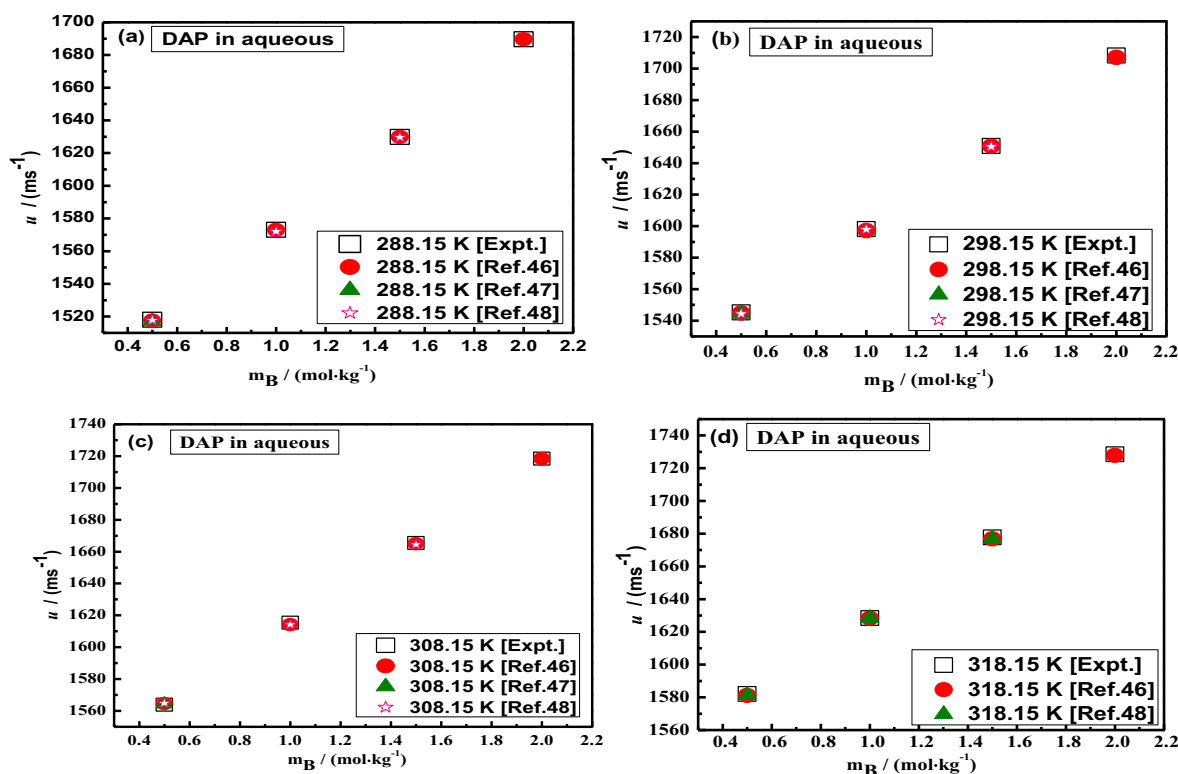 (a) DAP in aqueous
1700
1680
1660
1640
1620
1600
1580
1560
1540
1520
u / (ms-1)
288.15 K [Expt.]
288.15 K [Ref.46]
288.15 K [Ref.47]
288.15 K [Ref.48]
0.4 0.6 0.8 1.0 1.2 1.4 1.6 1.8 2.0 2.2
mB / (mol·kg-1)
(b) DAP in aqueous
1720
1700
1680
1660
1640
1620
1600
1580
1560
1540
u / (ms-1)
298.15 K [Expt.]
298.15 K [Ref.46]
298.15 K [Ref.47]
298.15 K [Ref.48]
0.4 0.6 0.8 1.0 1.2 1.4 1.6 1.8 2.0 2.2
mB / (mol·kg-1)
(c) DAP in aqueous
1740
1720
1700
1680
1660
1640
1620
1600
1580
1560
u / (ms-1)
308.15 K [Expt.]
308.15 K [Ref.46]
308.15 K [Ref.47]
308.15 K [Ref.48]
0.4 0.6 0.8 1.0 1.2 1.4 1.6 1.8 2.0 2.2
mB / (mol·kg-1)
(d) DAP in aqueous
1740
1720
1700
1680
1660
1640
1620
1600
1580
1560
u / (ms-1)
318.15 K [Expt.]
318.15 K [Ref.46]
318.15 K [Ref.48]
0.4 0.6 0.8 1.0 1.2 1.4 1.6 1.8 2.0 2.2
mB / (mol·kg-1)